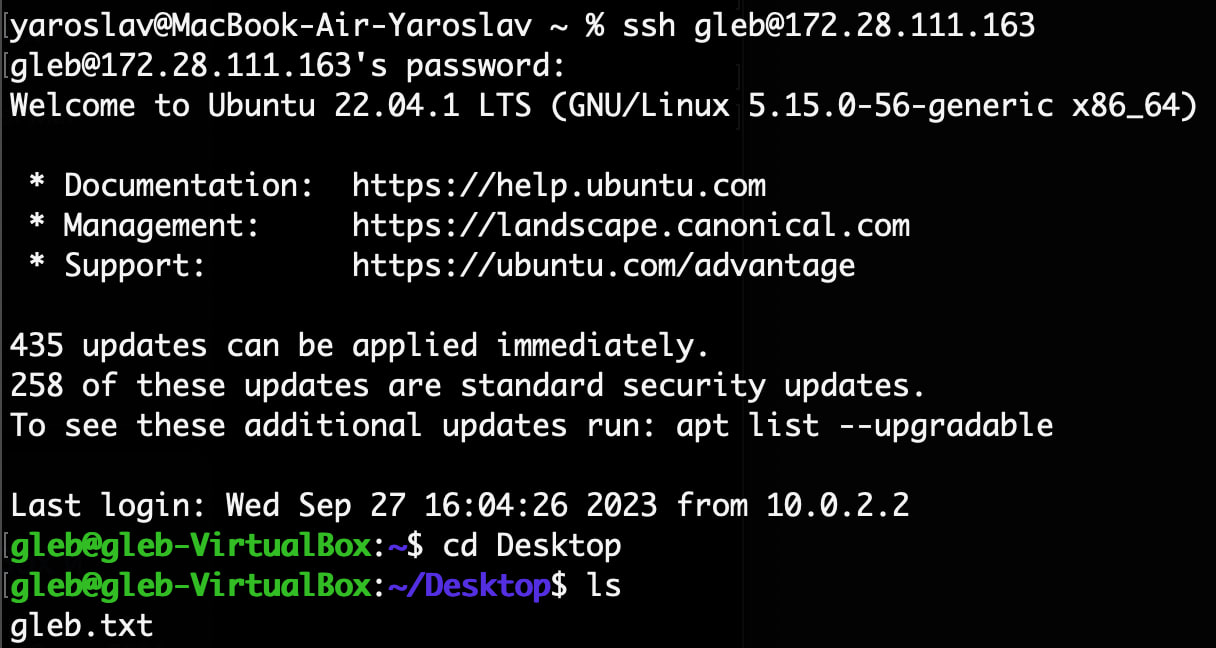 yaroslav@MacBook-Air-Yaroslav ~ % ssh gleb@172.28.111.163
gleb@172.28.111.163's password:
Welcome to Ubuntu 22.04.1 LTS (GNU/Linux 5.15.0-56-generic x86_64)
* Documentation:  https://help.ubuntu.com
* Management:     https://landscape.canonical.com
* Support:        https://ubuntu.com/advantage
435 updates can be applied immediately.
258 of these updates are standard security updates.
To see these additional updates run: apt list --upgradable
Last login: Wed Sep 27 16:04:26 2023 from 10.0.2.2
gleb@gleb-VirtualBox:~$ cd Desktop
gleb@gleb-VirtualBox:~/Desktop$ ls
gleb.txt